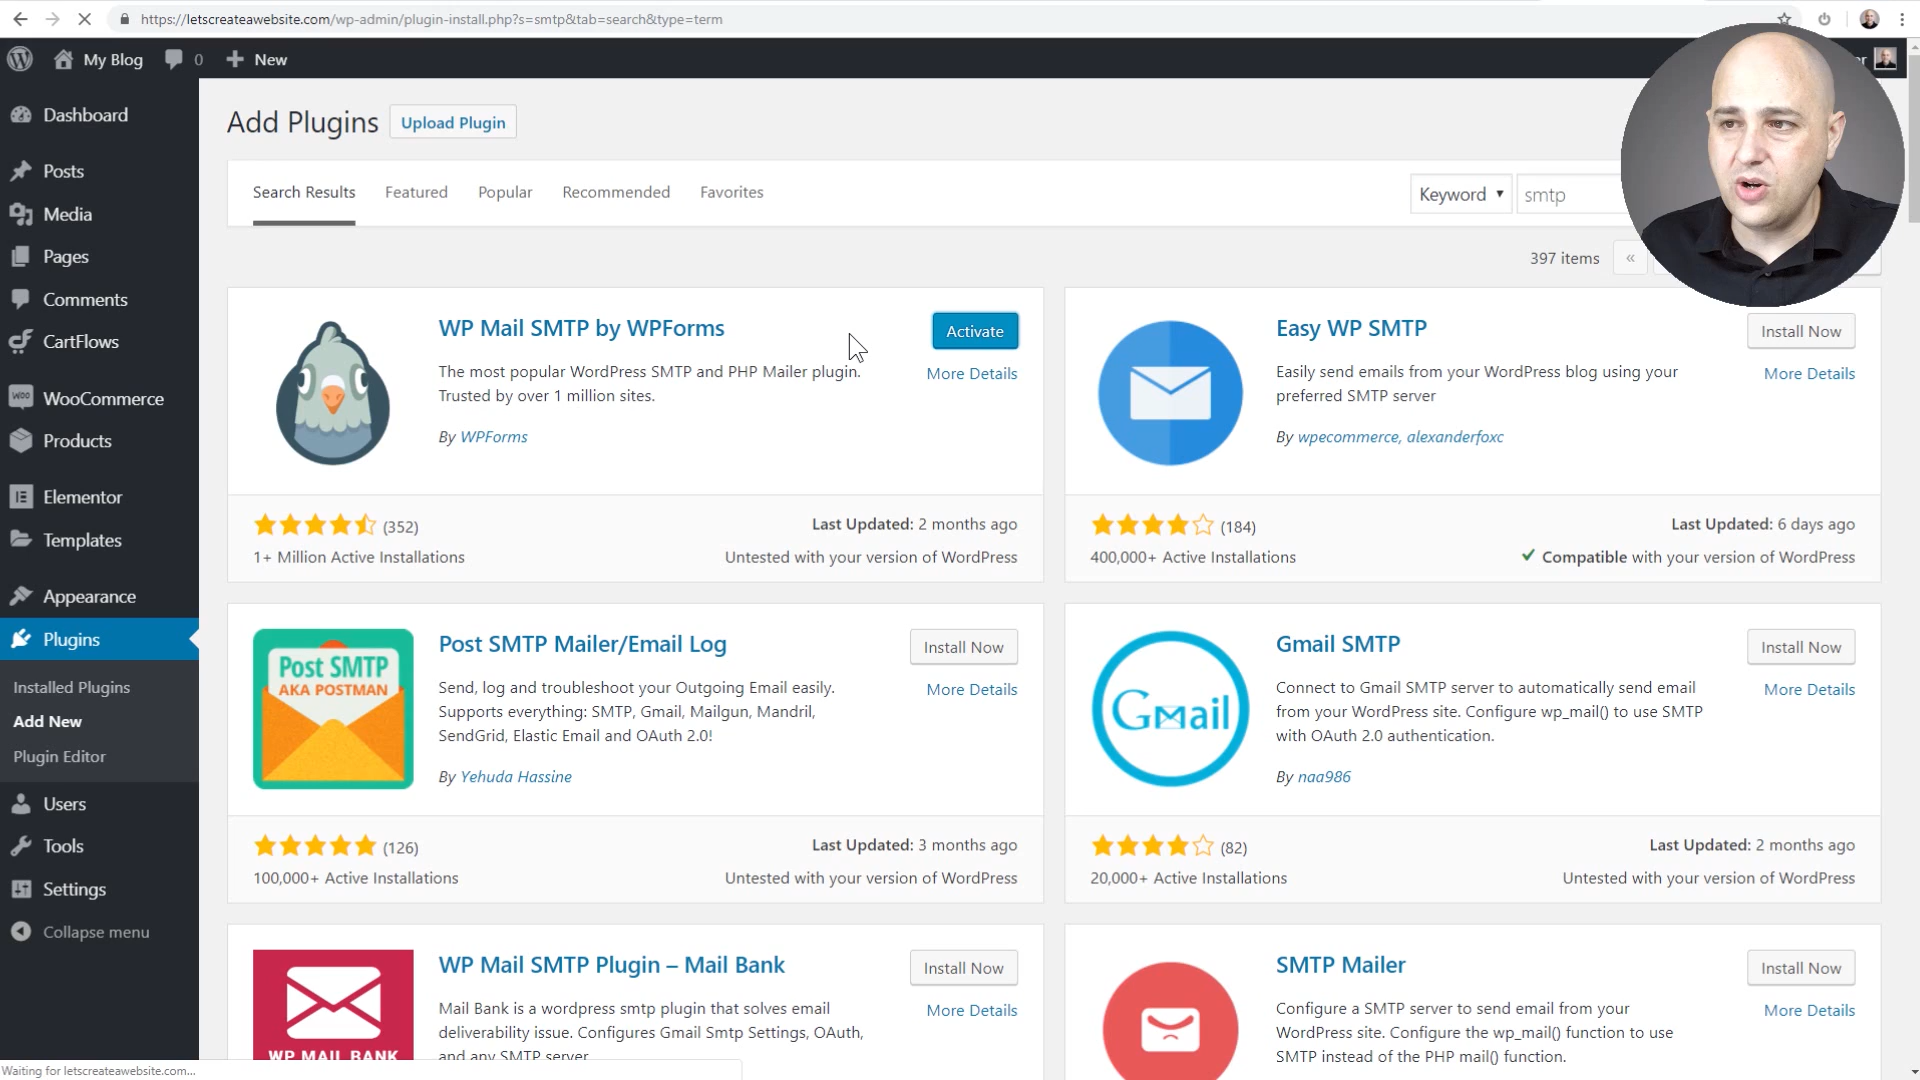 https://letscreateawebsite.com/wp-admin/plugin-install.php?s=smtp&tab=search&type=term
My Blog 0 New
Dashboard
Posts
Media
Pages
Comments
CartFlows
WooCommerce
Products
Elementor
Templates
Appearance
Plugins
Installed Plugins
Add New
Plugin Editor
Users
Tools
Settings
Collapse menu
Add Plugins Upload Plugin
Search Results Featured Popular Recommended Favorites
Keyword smtp
397 items «
WP Mail SMTP by WPForms
Activate
More Details
The most popular WordPress SMTP and PHP Mailer plugin.
Trusted by over 1 million sites.
By WPForms
(352)
Last Updated: 2 months ago
1+ Million Active Installations
Untested with your version of WordPress
Easy WP SMTP
Install Now
More Details
Easily send emails from your WordPress blog using your
preferred SMTP server
By wpecommerce, alexanderfoxc
(184)
Last Updated: 6 days ago
400,000+ Active Installations
Compatible with your version of WordPress
Post SMTP
AKA POSTMAN
Post SMTP Mailer/Email Log
Install Now
More Details
Send, log and troubleshoot your Outgoing Email easily.
Supports everything: SMTP, Gmail, Mailgun, Mandril,
SendGrid, Elastic Email and OAuth 2.0!
By Yehuda Hassine
(126)
Last Updated: 3 months ago
100,000+ Active Installations
Untested with your version of WordPress
Gmail
Gmail SMTP
Install Now
More Details
Connect to Gmail SMTP server to automatically send email
from your WordPress site. Configure wp_mail() to use SMTP
with OAuth 2.0 authentication.
By naa986
(82)
Last Updated: 2 months ago
20,000+ Active Installations
Untested with your version of WordPress
WP MAIL BANK
WP Mail SMTP Plugin – Mail Bank
Install Now
More Details
Mail Bank is a wordpress smtp plugin that solves email
deliverability issue. Configures Gmail Smtp Settings, OAuth,
and any SMTP server
SMTP Mailer
Install Now
More Details
Configure a SMTP server to send email from your
WordPress site. Configure the wp_mail() function to use
SMTP instead of the PHP mail() function.
Waiting for letscreateawebsite.com...